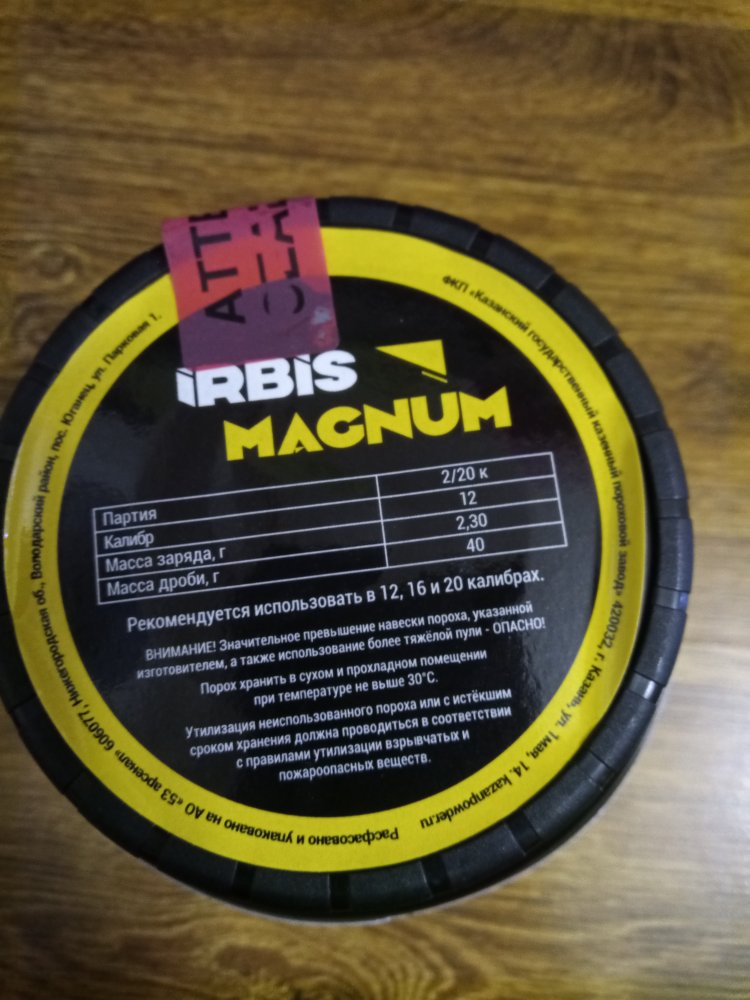 АТТЕ
IRBIS
MAGNUM
Партия 2/20 к
Калибр 12
Масса заряда, г 2,30
Масса дроби, г 40
Рекомендуется использовать в 12, 16 и 20 калибрах.
ВНИМАНИЕ! Значительное превышение навески пороха, указанной
изготовителем, а также использование более тяжёлой пули - ОПАСНО!
Порох хранить в сухом и прохладном помещении
при температуре не выше 30°С.
Утилизация неиспользованного пороха или с истёкшим
сроком хранения должна проводиться в соответствии
с правилами утилизации взрывчатых и
пожароопасных веществ.
ФКП «Казанский государственный казенный пороховой завод» 420032, г. Казань, ул. 1мая, 14. kazanpowder.ru
Расфасовано и упаковано на АО «53 арсенал» 606077, Нижегородская об., Володарский район, пос. Юганец, ул. Парковая 1.